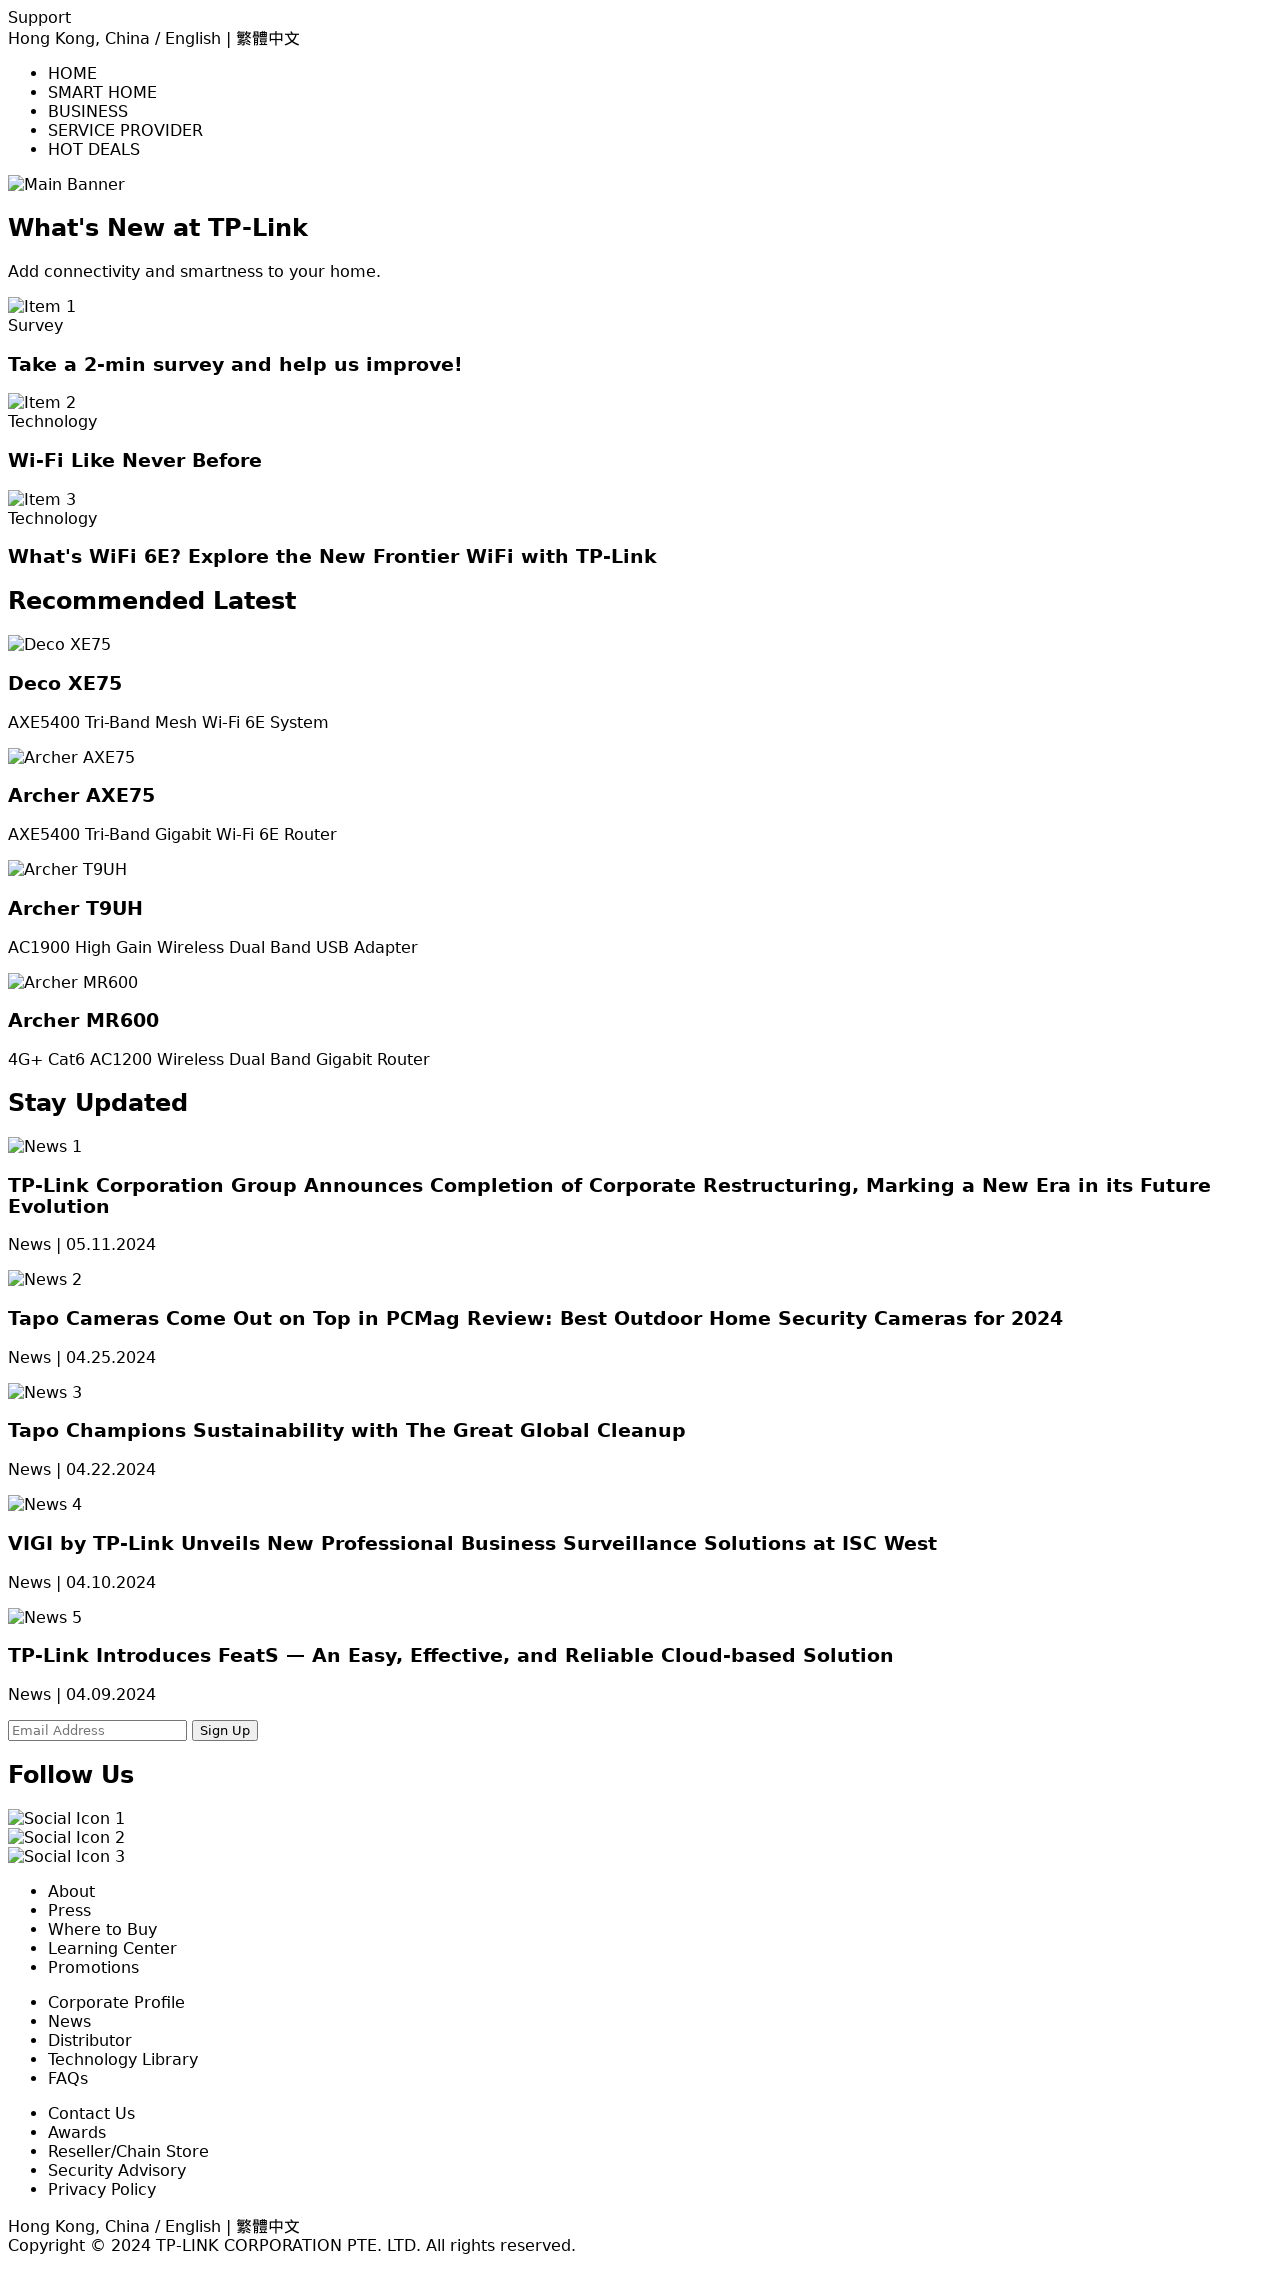 Support
Hong Kong, China / English | 繁體中文
HOME
SMART HOME
BUSINESS
SERVICE PROVIDER
HOT DEALS
Main Banner
What's New at TP-Link
Add connectivity and smartness to your home.
Item 1
Survey
Take a 2-min survey and help us improve!
Item 2
Technology
Wi-Fi Like Never Before
Item 3
Technology
What's WiFi 6E? Explore the New Frontier WiFi with TP-Link
Recommended Latest
Deco XE75
Deco XE75
AXE5400 Tri-Band Mesh Wi-Fi 6E System
Archer AXE75
Archer AXE75
AXE5400 Tri-Band Gigabit Wi-Fi 6E Router
Archer T9UH
Archer T9UH
AC1900 High Gain Wireless Dual Band USB Adapter
Archer MR600
Archer MR600
4G+ Cat6 AC1200 Wireless Dual Band Gigabit Router
Stay Updated
News 1
TP-Link Corporation Group Announces Completion of Corporate Restructuring, Marking a New Era in its Future
Evolution
News | 05.11.2024
News 2
Tapo Cameras Come Out on Top in PCMag Review: Best Outdoor Home Security Cameras for 2024
News | 04.25.2024
News 3
Tapo Champions Sustainability with The Great Global Cleanup
News | 04.22.2024
News 4
VIGI by TP-Link Unveils New Professional Business Surveillance Solutions at ISC West
News | 04.10.2024
News 5
TP-Link Introduces FeatS — An Easy, Effective, and Reliable Cloud-based Solution
News | 04.09.2024
Email Address Sign Up
Follow Us
Social Icon 1
Social Icon 2
Social Icon 3
About
Press
Where to Buy
Learning Center
Promotions
Corporate Profile
News
Distributor
Technology Library
FAQs
Contact Us
Awards
Reseller/Chain Store
Security Advisory
Privacy Policy
Hong Kong, China / English | 繁體中文
Copyright © 2024 TP-LINK CORPORATION PTE. LTD. All rights reserved.